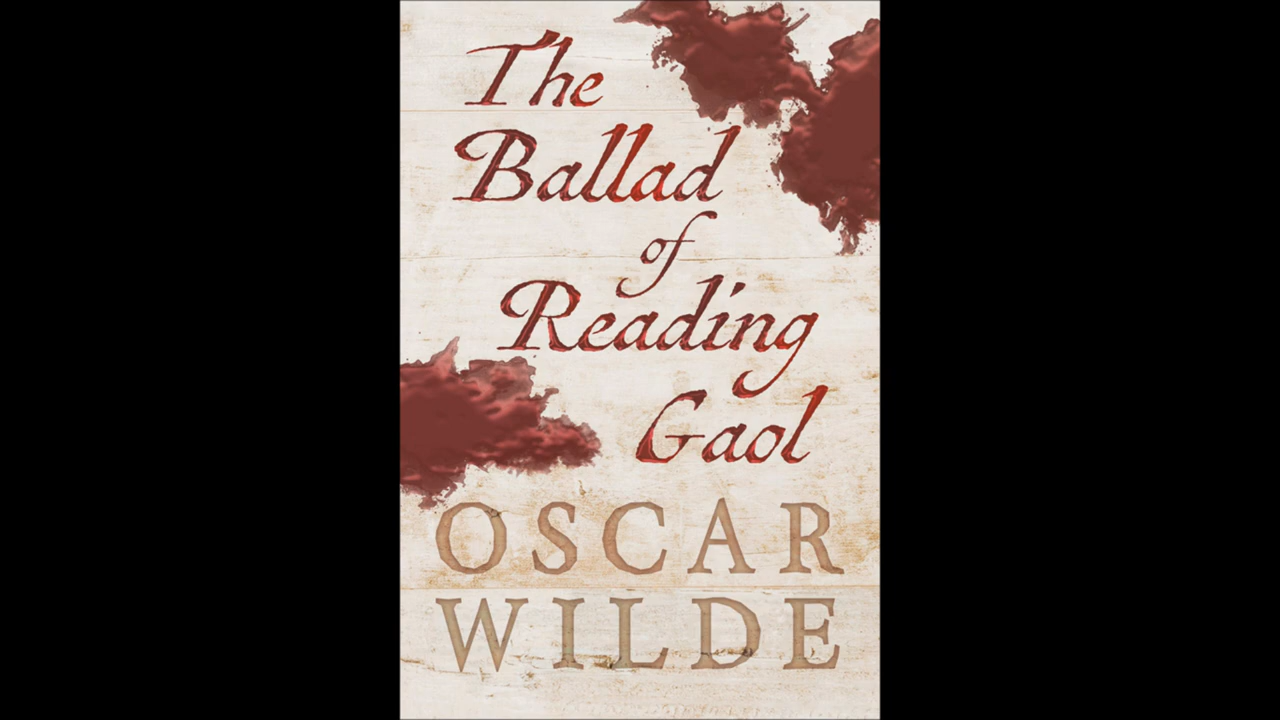 The
Ballad
of
Reading
Gaol
OSCAR
WILDE